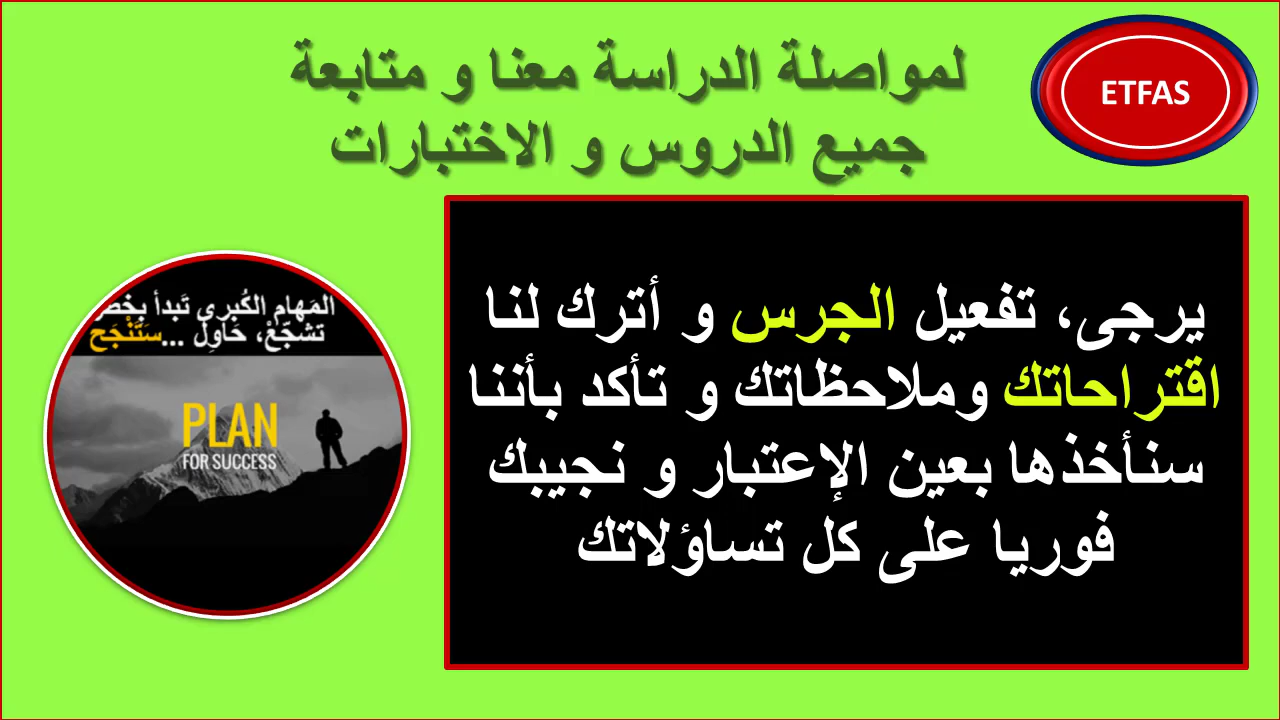 لمواصلة الدراسة معنا و متابعة
جميع الدروس و الاختبارات
ETFAS
يرجى، تفعيل الجرس و أترك لنا
اقتراحاتك وملاحظاتك و تأكد بأننا
سنأخذها بعين الإعتبار و نجيبك
فوريا على كل تساؤلاتك
المَهام الكُبرى تَبدأ
تشجّعْ، حَاوِل ...سَتَنْجَح
PLAN
FOR SUCCESS